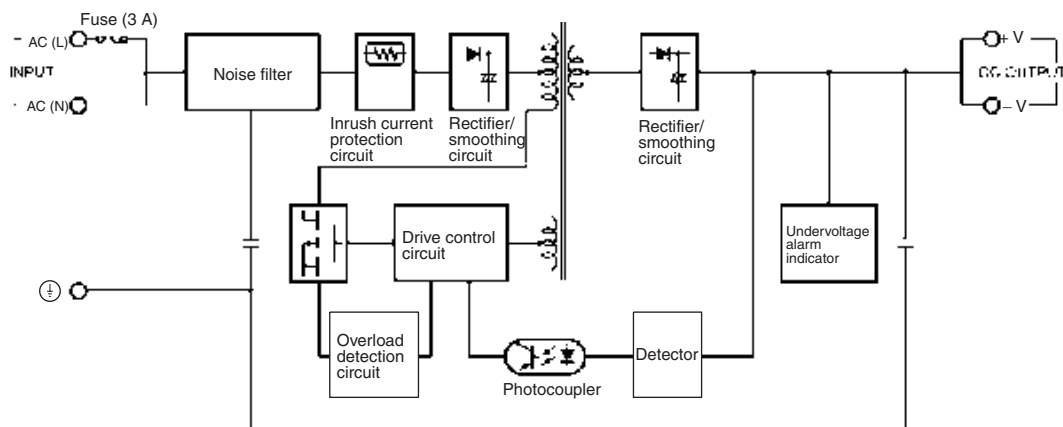 Fuse (3 A)
AC (L)
INPUT
AC (N)
Noise filter
Inrush current
protection
circuit
Rectifier/
smoothing
circuit
Rectifier/
smoothing
circuit
+ V
DC OUTPUT
– V
Drive control
circuit
Undervoltage
alarm
indicator
Overload
detection
circuit
Photocoupler
Detector